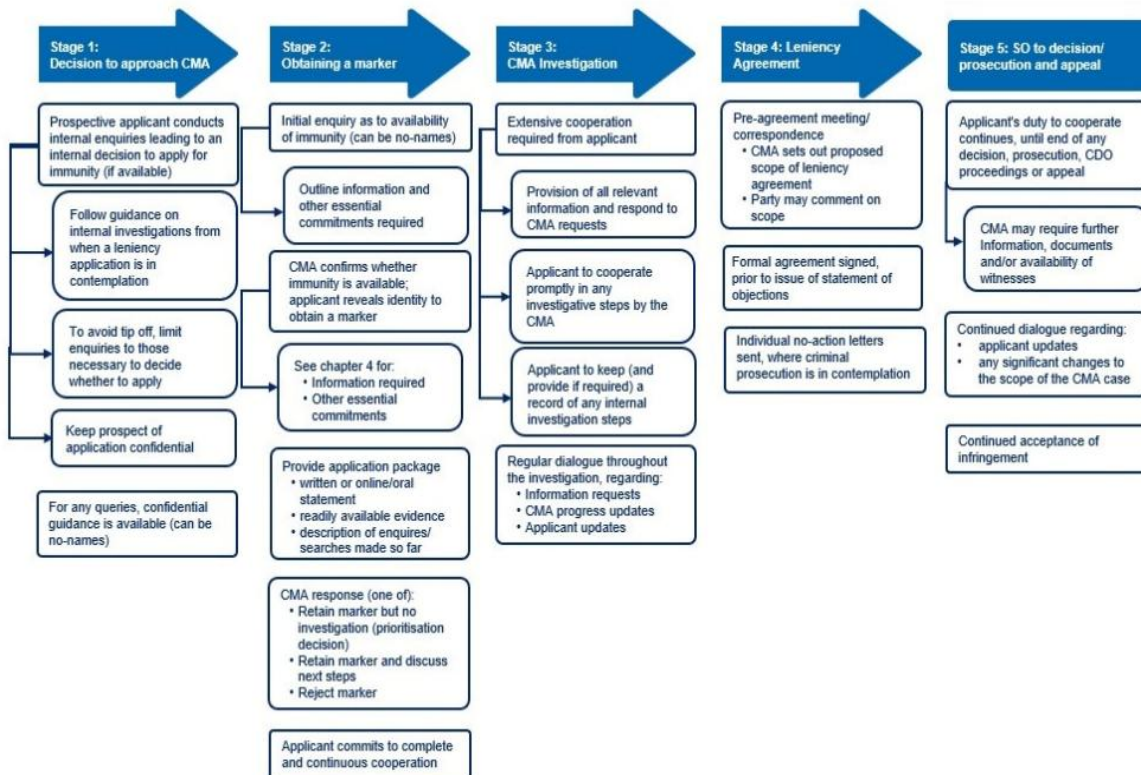 Stage 1:
Decision to approach CMA
Prospective applicant conducts
internal enquiries leading to an
internal decision to apply for
immunity (if available)
Follow guidance on
internal investigations from
when a leniency
application is in
contemplation
To avoid tip off, limit
enquiries to those
necessary to decide
whether to apply
Keep prospect of
application confidential
For any queries, confidential
guidance is available (can be
no-names)
Stage 2:
Obtaining a marker
Initial enquiry as to availability
of immunity (can be no-names)
Outline information and
other essential
commitments required
CMA confirms whether
immunity is available;
applicant reveals identity to
obtain a marker
See chapter 4 for:
• Information required
• Other essential
commitments
Provide application package
• written or online/oral
statement
• readily available evidence
• description of enquires/
searches made so far
CMA response (one of):
• Retain marker but no
investigation (prioritisation
decision)
• Retain marker and discuss
next steps
• Reject marker
Applicant commits to complete
and continuous cooperation
Stage 3:
CMA Investigation
Extensive cooperation
required from applicant
Provision of all relevant
information and respond to
CMA requests
Applicant to cooperate
promptly in any
investigative steps by the
CMA
Applicant to keep (and
provide if required) a
record of any internal
investigation steps
Regular dialogue throughout
the investigation, regarding:
• Information requests
• CMA progress updates
• Applicant updates
Stage 4: Leniency
Agreement
Pre-agreement meeting/
correspondence
• CMA sets out proposed
scope of leniency
agreement
• Party may comment on
scope
Formal agreement signed,
prior to issue of statement of
objections
Individual no-action letters
sent, where criminal
prosecution is in contemplation
Stage 5: SO to decision/
prosecution and appeal
Applicant's duty to cooperate
continues, until end of any
decision, prosecution, CDO
proceedings or appeal
CMA may require further
Information, documents
and/or availability of
witnesses
Continued dialogue regarding:
• applicant updates
• any significant changes to
the scope of the CMA case
Continued acceptance of
infringement